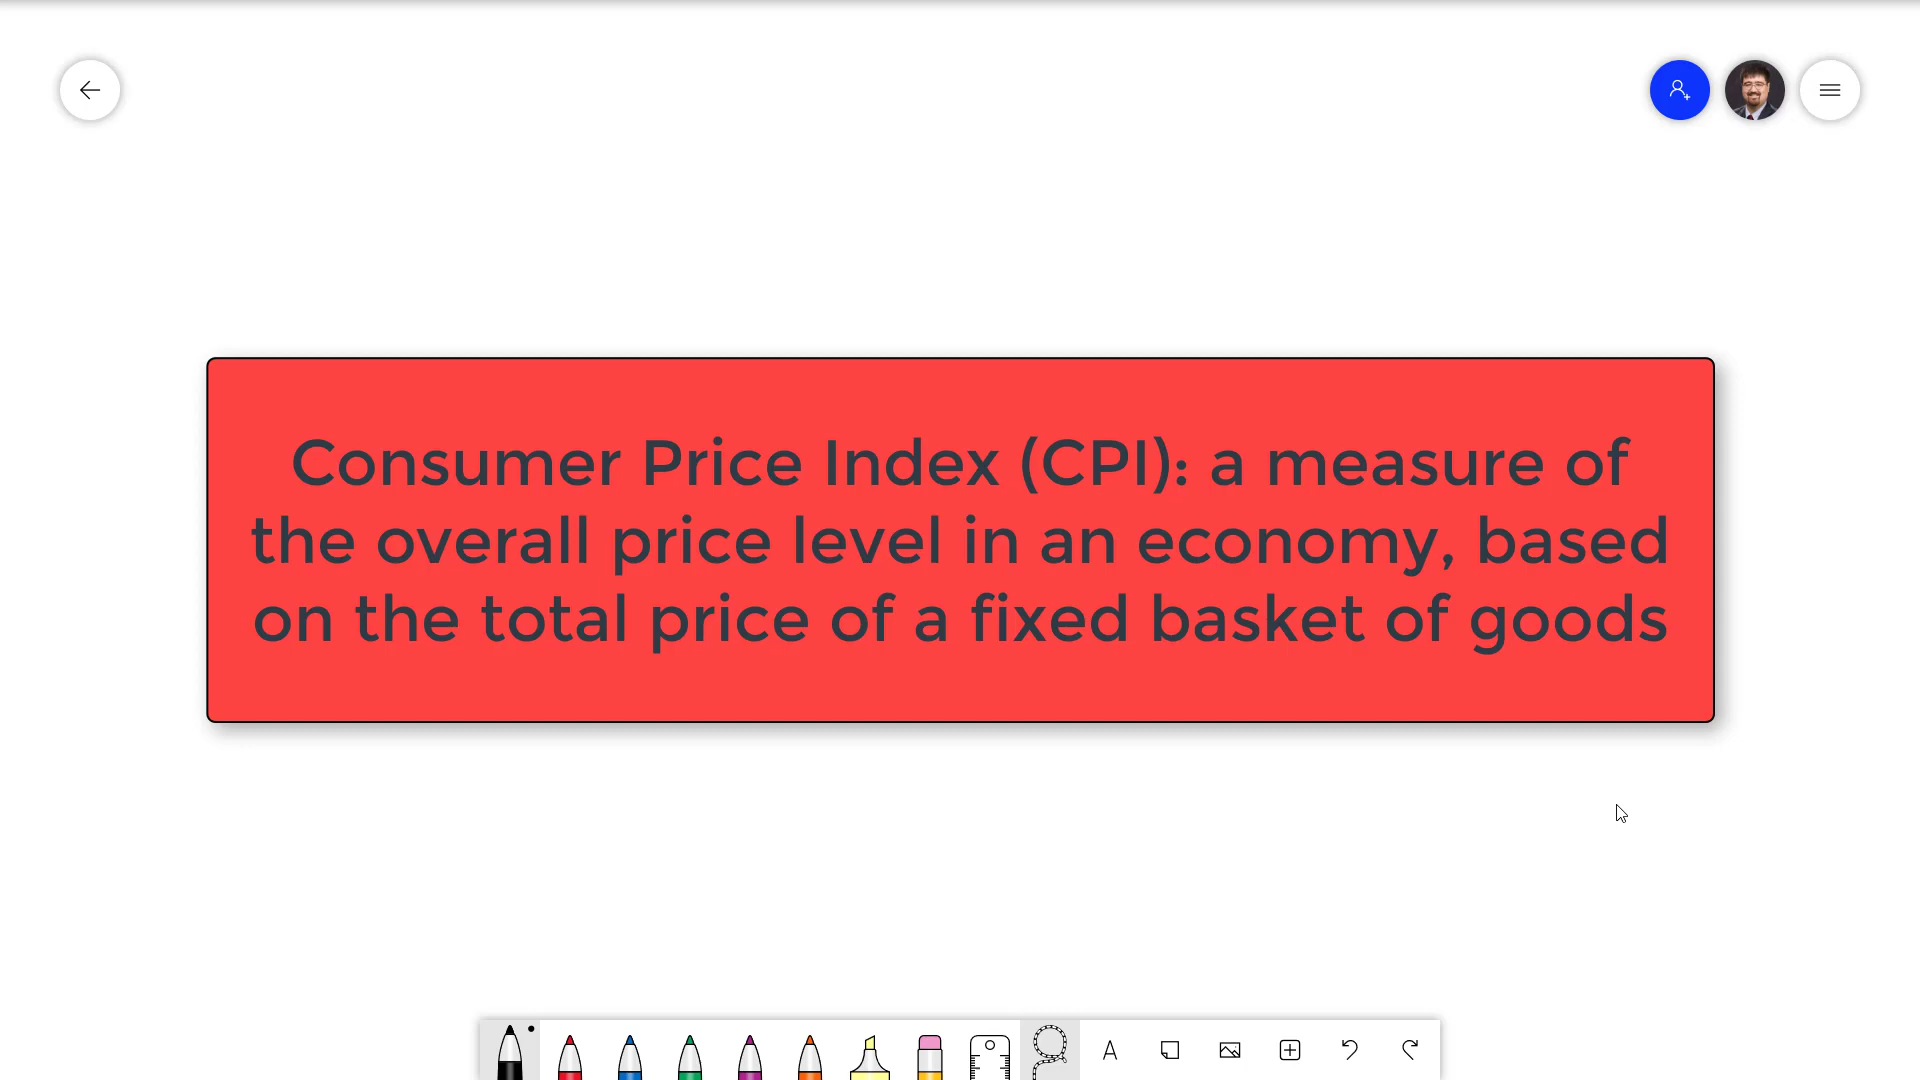 Consumer Price Index (CPI): a measure of
the overall price level in an economy, based
on the total price of a fixed basket of goods